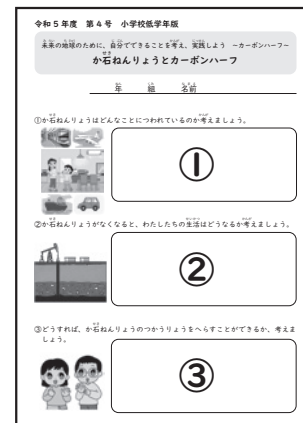 令和５年度　第４号　小学校低学年版
未来の地球のために、自分でできることを考え、実践しよう　～カーボンハーフ～
か石ねんりょうとカーボンハーフ
年　組　名前
①か石ねんりょうはどんなことにつわれているのか考えましょう。
①
②か石ねんりょうがなくなると、わたしたちの生活はどうなるか考えましょう。
②
③どうすれば、か石ねんりょうのつかうりょうをへらすことができるか、考えま
しょう。
③